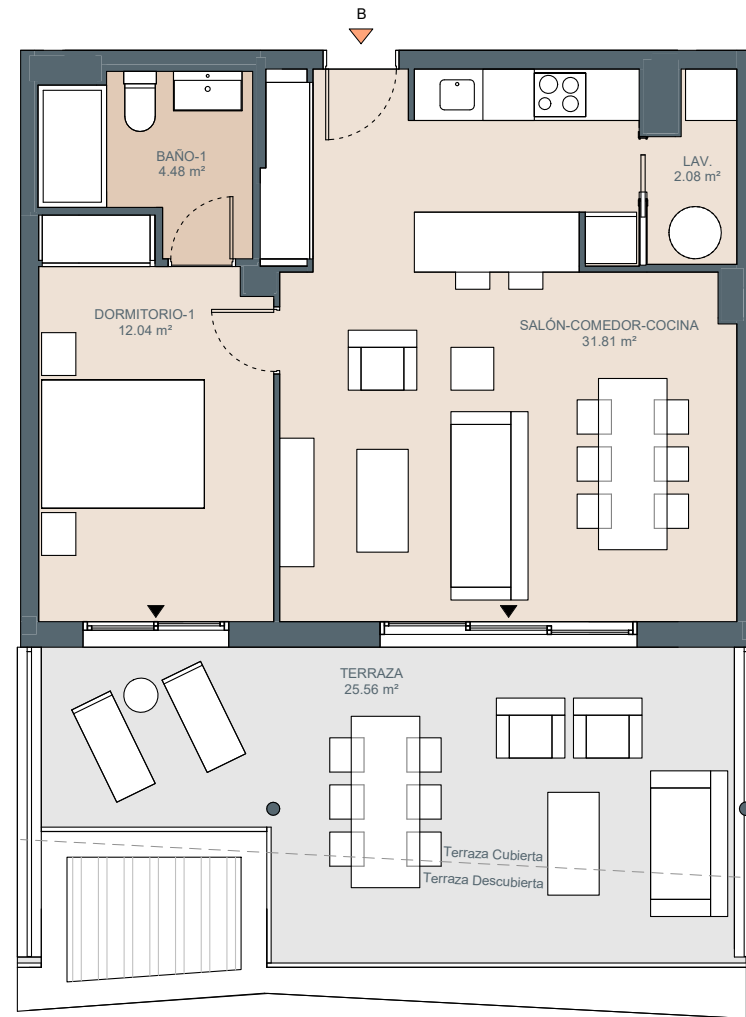 B
BAÑO-1
4.48 m²
LAV.
2.08 m²
DORMITORIO-1
12.04 m²
SALÓN-COMEDOR-COCINA
31.81 m²
TERRAZA
25.56 m²
Terraza Cubierta
Terraza Descubierta